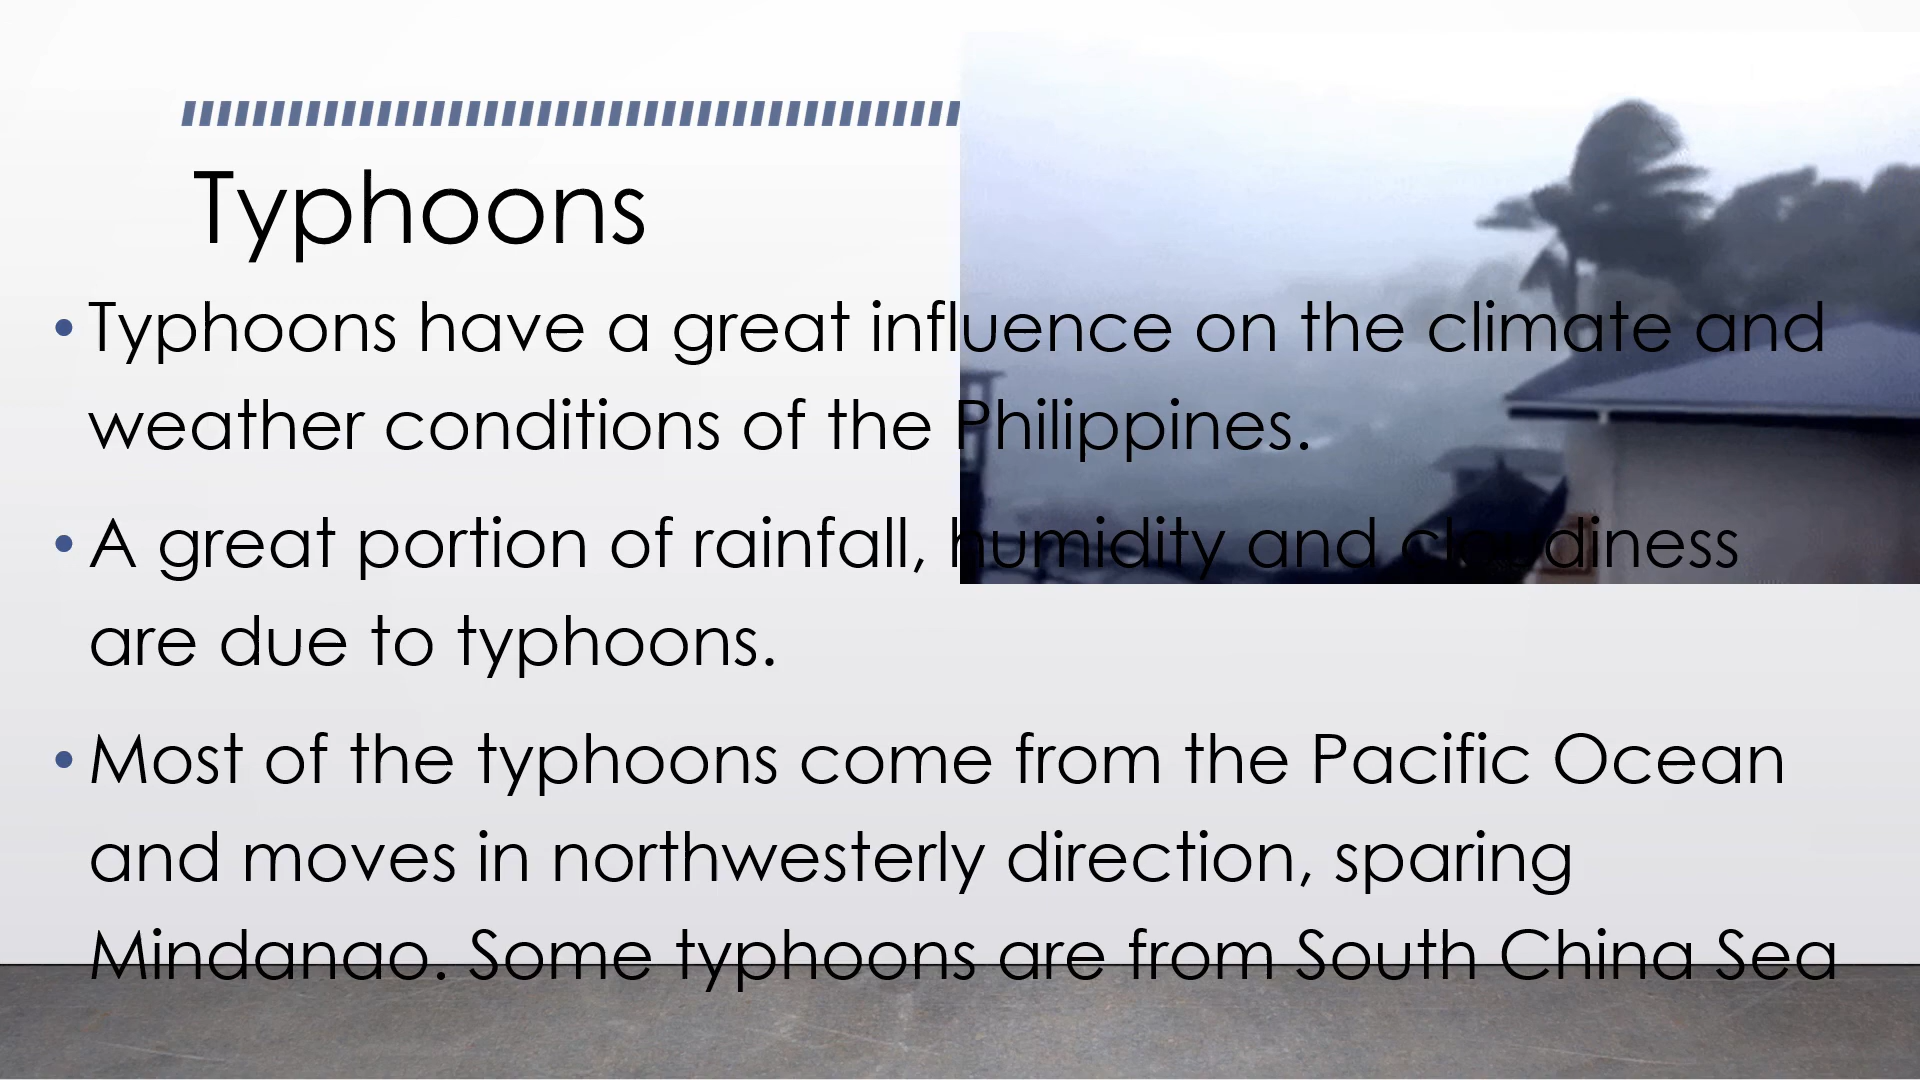 Typhoons
• Typhoons have a great influence on the climate and
weather conditions of the Philippines.
• A great portion of rainfall, humidity and cloudiness
are due to typhoons.
• Most of the typhoons come from the Pacific Ocean
and moves in northwesterly direction, sparing
Mindanao. Some typhoons are from South China Sea